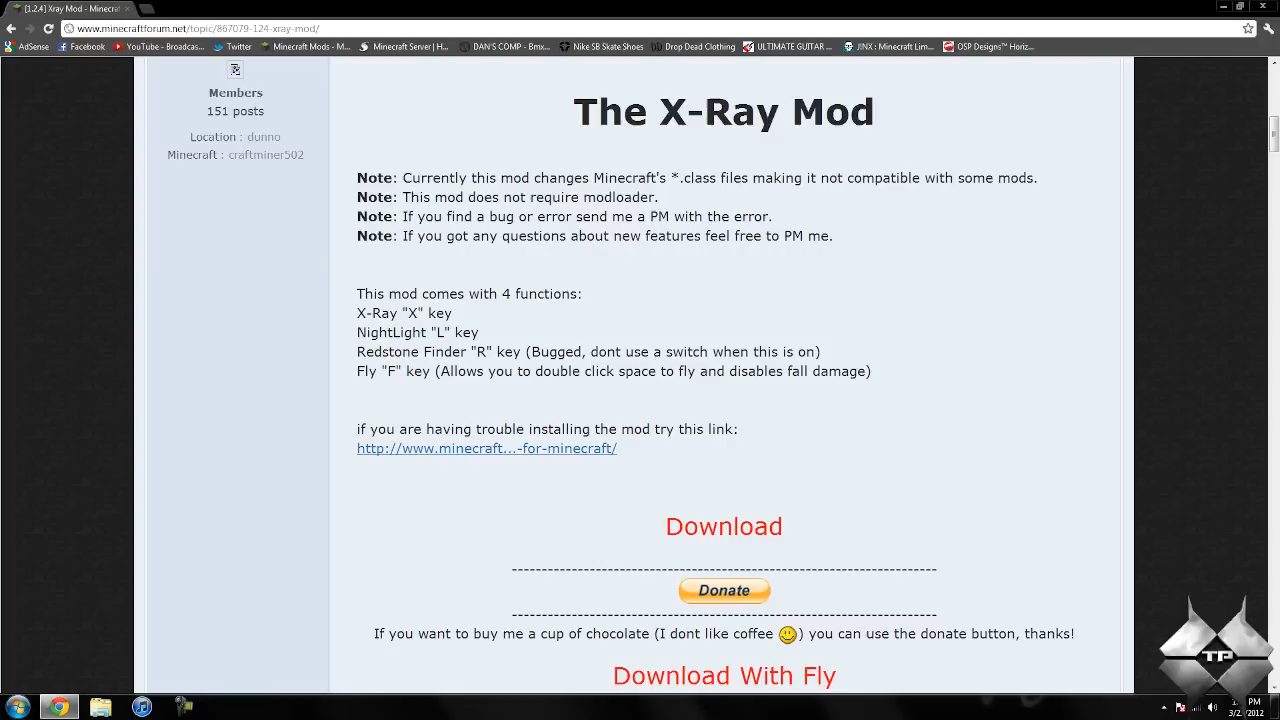 [1.2.4] Xray Mod - Minecraf
www.minecraftforum.net/topic/867079-124-xray-mod/
AdSense Facebook YouTube - Broadcas... Twitter Minecraft Mods - M... Minecraft Server | H... DAN'S COMP - Bmx... Nike SB Skate Shoes Drop Dead Clothing ULTIMATE GUITAR ... JINX : Minecraft Lim... OSP Designs™ Horiz...
Members
151 posts
Location : dunno
Minecraft : craftminer502
The X-Ray Mod
Note: Currently this mod changes Minecraft's *.class files making it not compatible with some mods.
Note: This mod does not require modloader.
Note: If you find a bug or error send me a PM with the error.
Note: If you got any questions about new features feel free to PM me.
This mod comes with 4 functions:
X-Ray "X" key
NightLight "L" key
Redstone Finder "R" key (Bugged, dont use a switch when this is on)
Fly "F" key (Allows you to double click space to fly and disables fall damage)
if you are having trouble installing the mod try this link:
http://www.minecraft...-for-minecraft/
Download
--------------------------------------------------------------------
Donate
--------------------------------------------------------------------
If you want to buy me a cup of chocolate (I dont like coffee ) you can use the donate button, thanks!
Download With Fly
TP
PM